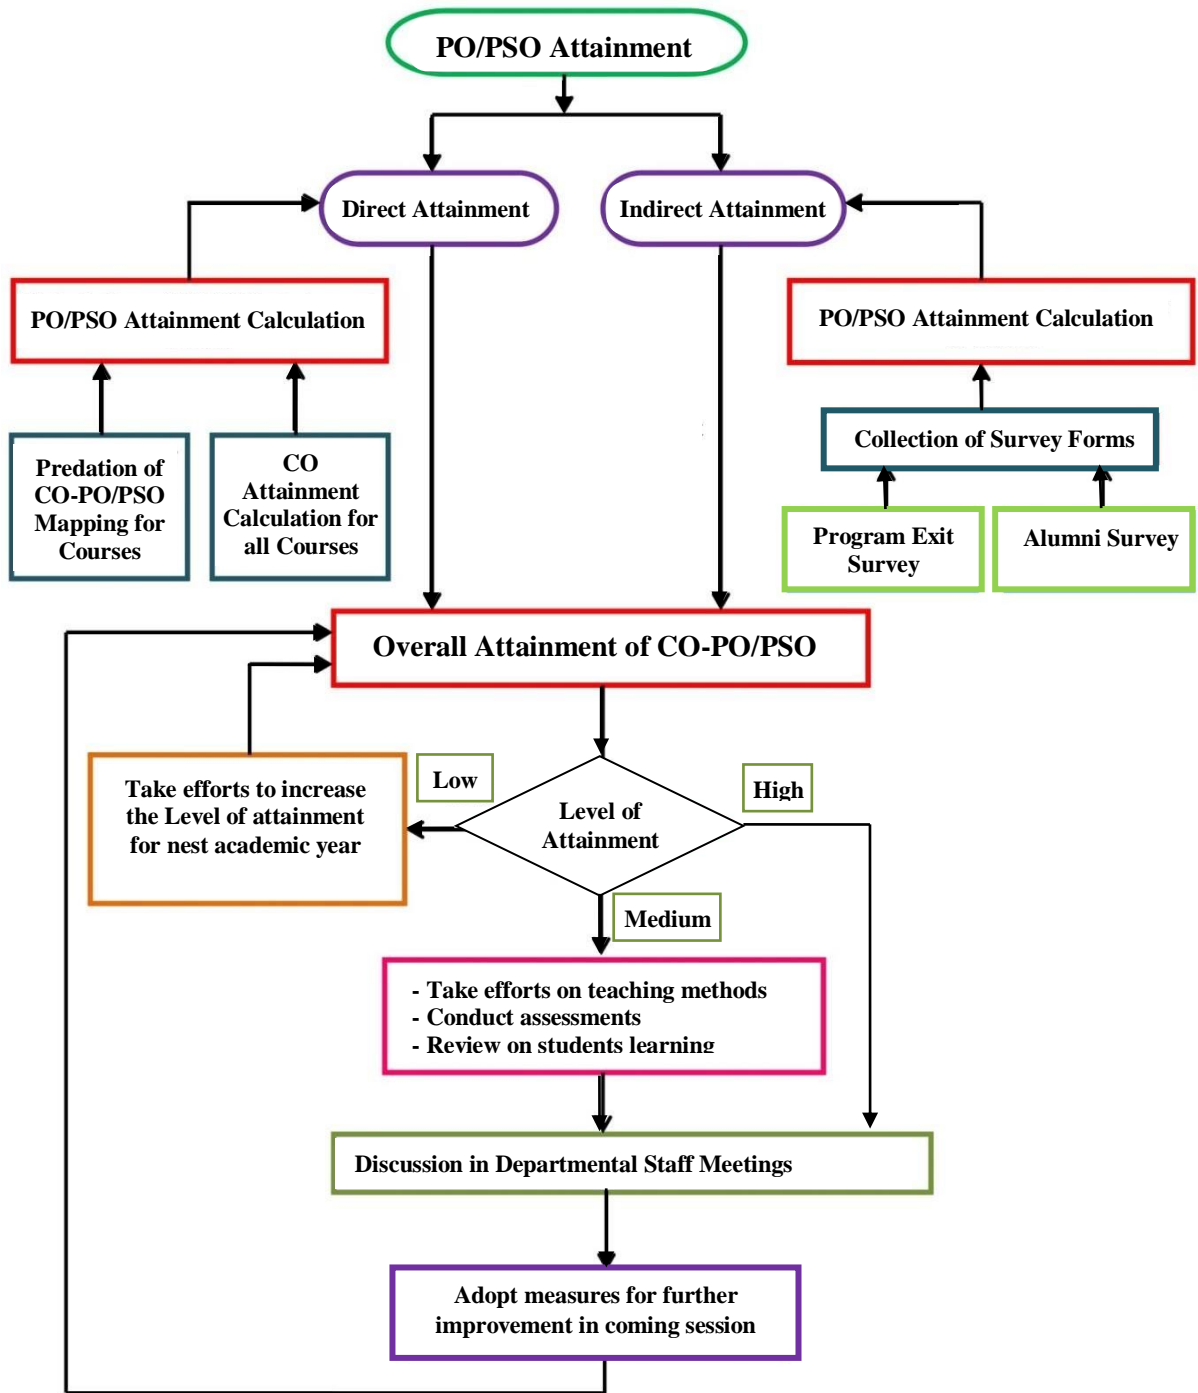 PO/PSO Attainment
Direct Attainment
Indirect Attainment
PO/PSO Attainment Calculation
PO/PSO Attainment Calculation
Predation of
CO-PO/PSO
Mapping for
Courses
CO
Attainment
Calculation for
all Courses
Collection of Survey Forms
Program Exit
Survey
Alumni Survey
Overall Attainment of CO-PO/PSO
Low
High
Take efforts to increase
the Level of attainment
for nest academic year
Level of
Attainment
Medium
- Take efforts on teaching methods
- Conduct assessments
- Review on students learning
Discussion in Departmental Staff Meetings
Adopt measures for further
improvement in coming session